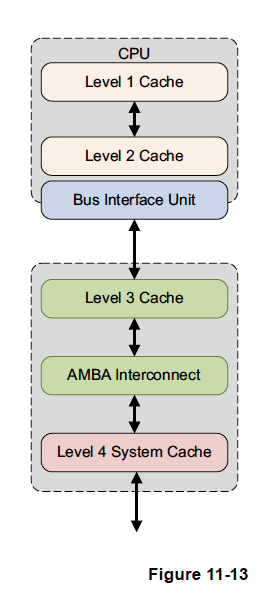 CPU
Level 1 Cache
Level 2 Cache
Bus Interface Unit
Level 3 Cache
AMBA Interconnect
Level 4 System Cache
Figure 11-13